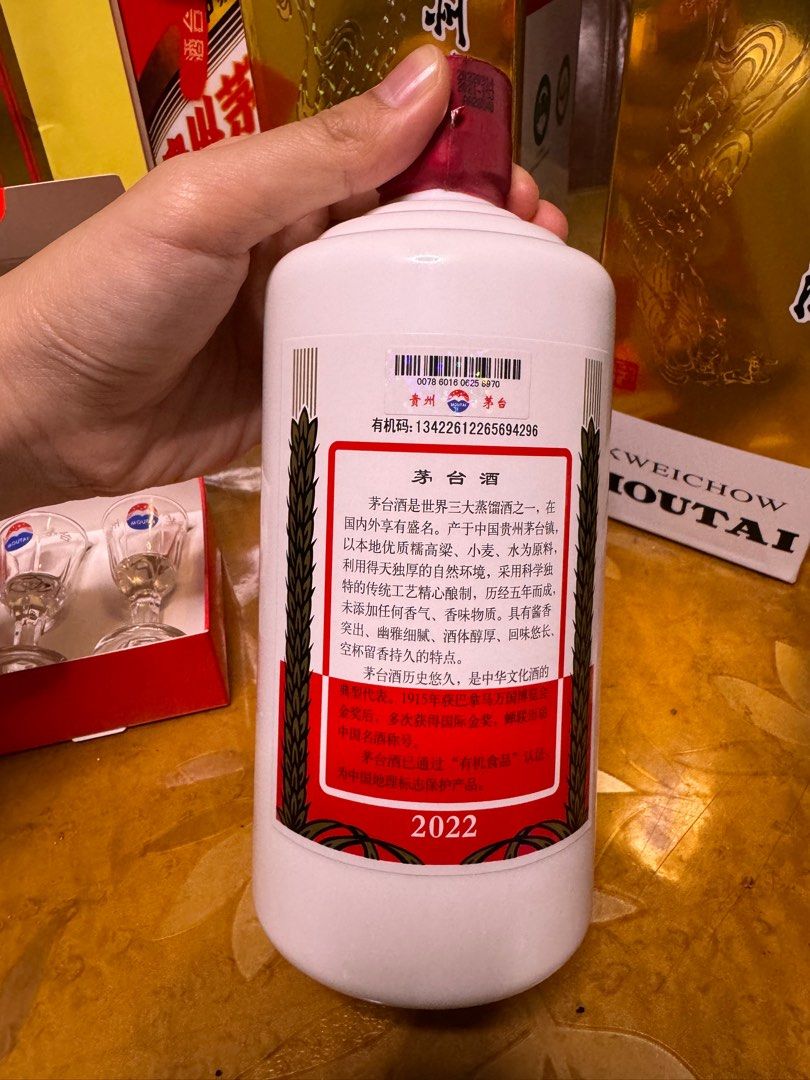 酒台
茅
0078 6016 0625 8970
贵州
MOUTAI
茅台
有机码:13422612265694296
茅台酒
茅台酒是世界三大蒸馏酒之一，在
国内外享有盛名。产于中国贵州茅台镇，
以本地优质糯高粱、小麦、水为原料，
利用得天独厚的自然环境，采用科学独
特的传统工艺精心酿制，历经五年而成，
未添加任何香气、香味物质。具有酱香
突出、幽雅细腻、酒体醇厚、回味悠长、
空杯留香持久的特点。
茅台酒历史悠久，是中华文化酒的
典型代表。1915年获巴拿马万国博览会
金奖后，多次获得国际金奖，蝉联历届
中国名酒称号。
茅台酒已通过“有机食品”认证，
为中国地理标志保护产品。
2022
KWEICHOW
MOUTAI
MOUTAI
MOUTAI